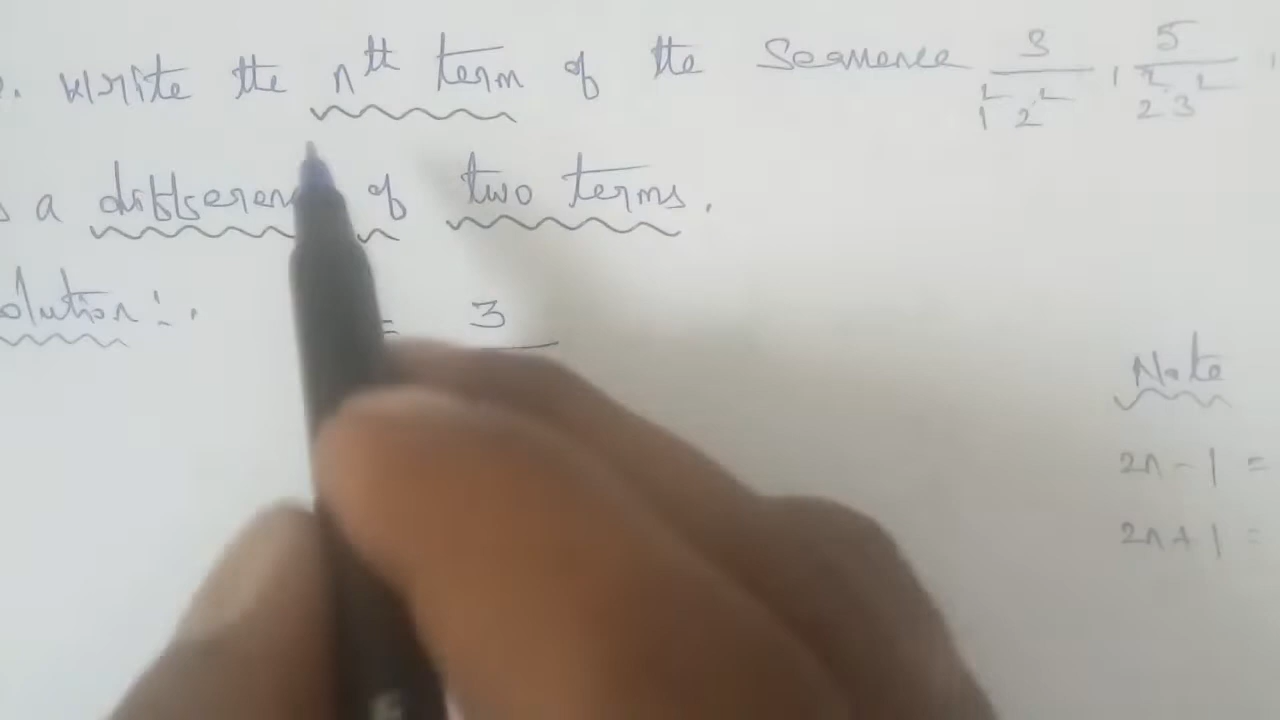 . Write the nth term of the Sequence 3/1²2² , 5/2²3² ,
s a difference of two terms.
olution :. = 3
Note
2n - 1 =
2n + 1 =